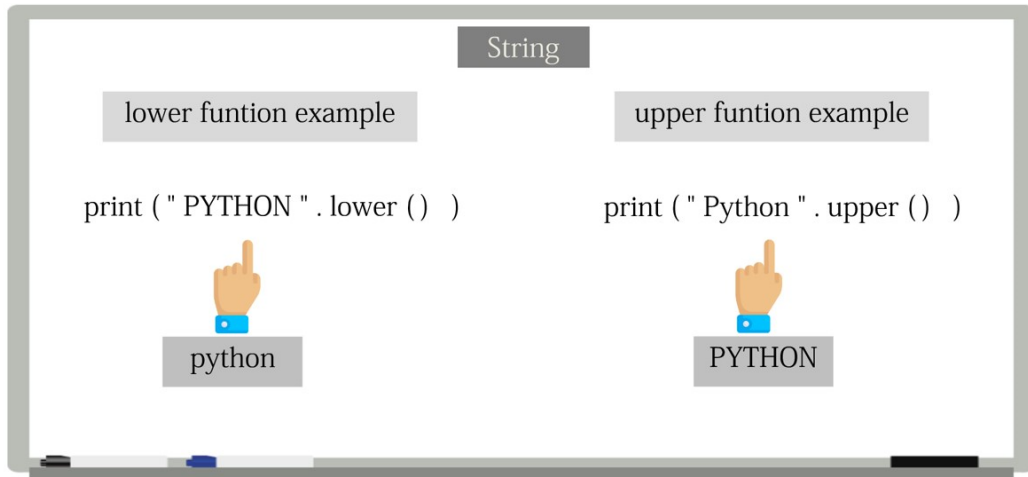 String
lower funtion example
upper funtion example
print ( " PYTHON " . lower ( )   )
print ( " Python " . upper ( )   )
python
PYTHON